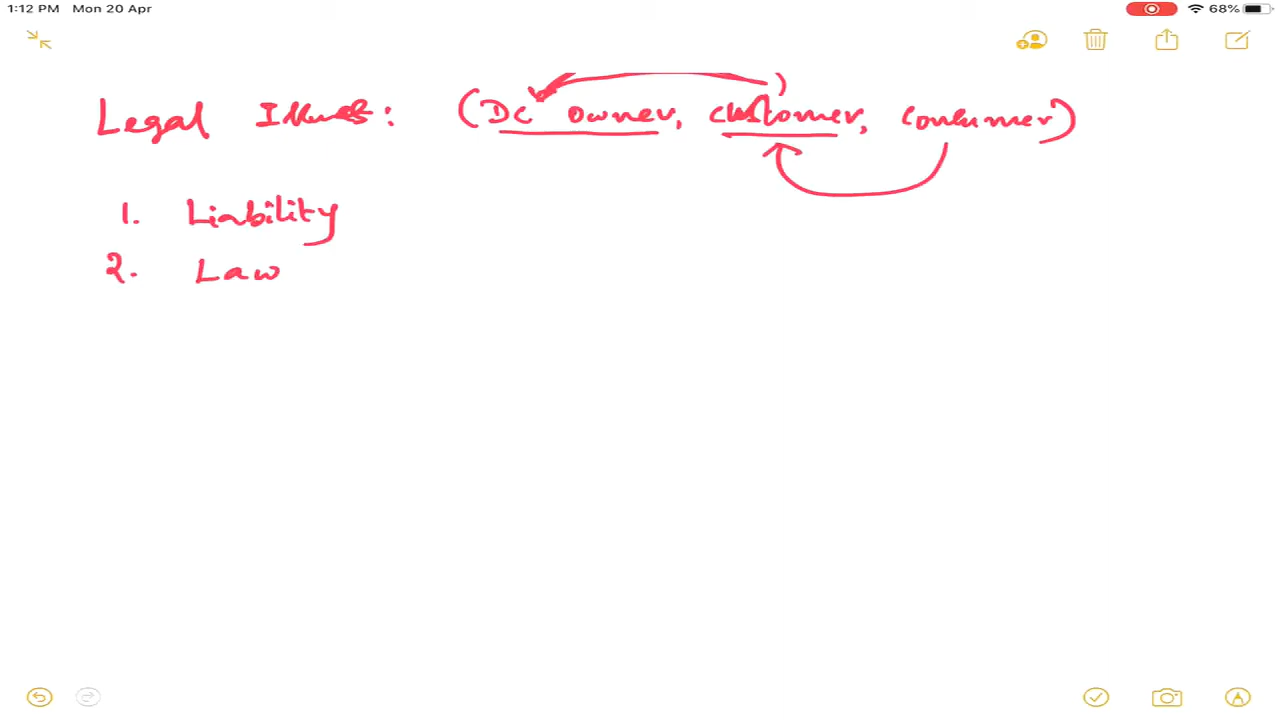 1:12 PM Mon 20 Apr 68%
Legal Issues: (DC owner, customer, consumer)
1. Liability
2. Law